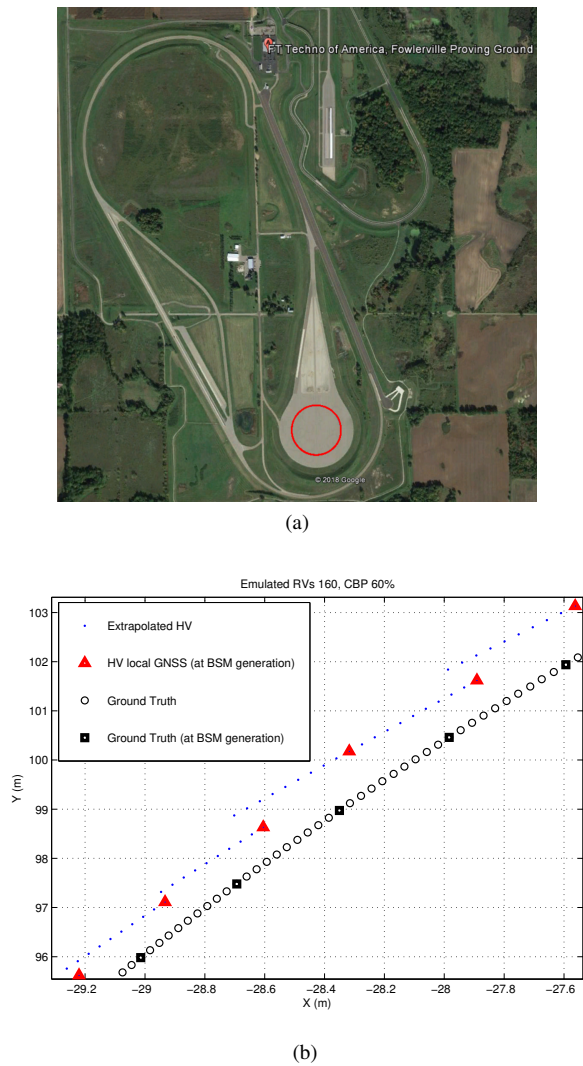 FT Techno of America, Fowlerville Proving Ground
© 2018 Google
(a)
Emulated RVs 160, CBP 60%
Extrapolated HV
HV local GNSS (at BSM generation)
Ground Truth
Ground Truth (at BSM generation)
Y (m)
103
102
101
100
99
98
97
96
−29.2 −29 −28.8 −28.6 −28.4 −28.2 −28 −27.8 −27.6
X (m)
(b)